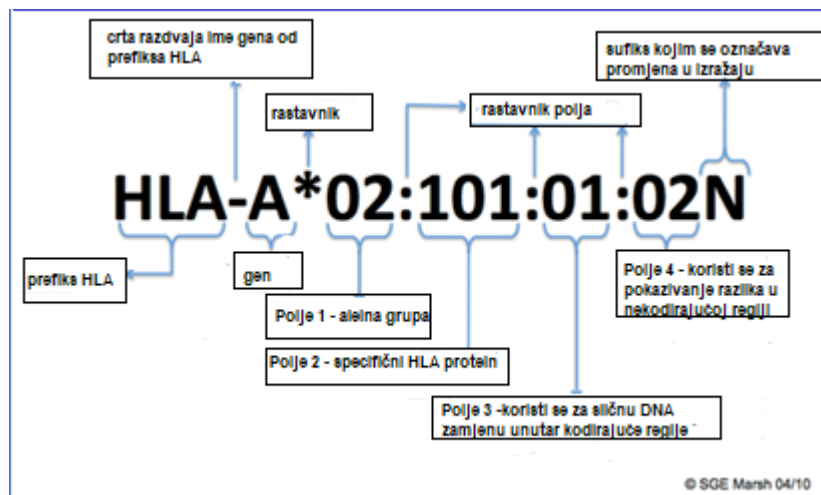 crta razdvaja ime gena od
prefiksa HLA
sufiks kojim se označava
promjena u izražaju
rastavnik
rastavnik polja
HLA-A*02:101:01:02N
prefiks HLA
gen
Polje 1 - alelna grupa
Polje 2 - specifični HLA protein
Polje 3 -koristi se za sličnu DNA
zamjenu unutar kodirajuće regije
Polje 4 - koristi se za
pokazivanje razlika u
nekodirajućoj regiji
© SGE Marsh 04/10